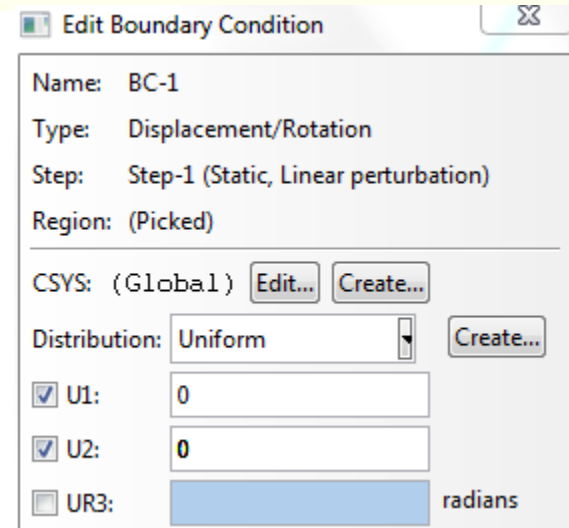 Edit Boundary Condition
Name: BC-1
Type: Displacement/Rotation
Step: Step-1 (Static, Linear perturbation)
Region: (Picked)
CSYS: (Global) Edit... Create...
Distribution: Uniform Create...
U1: 0
U2: 0
UR3: radians